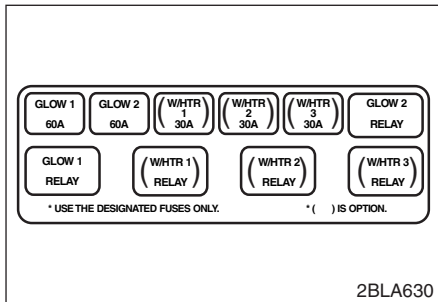 GLOW 1 60A
GLOW 2 60A
(W/HTR 1 30A)
(W/HTR 2 30A)
(W/HTR 3 30A)
GLOW 2 RELAY
GLOW 1 RELAY
(W/HTR 1 RELAY)
(W/HTR 2 RELAY)
(W/HTR 3 RELAY)
* USE THE DESIGNATED FUSES ONLY.
* ( ) IS OPTION.
2BLA630